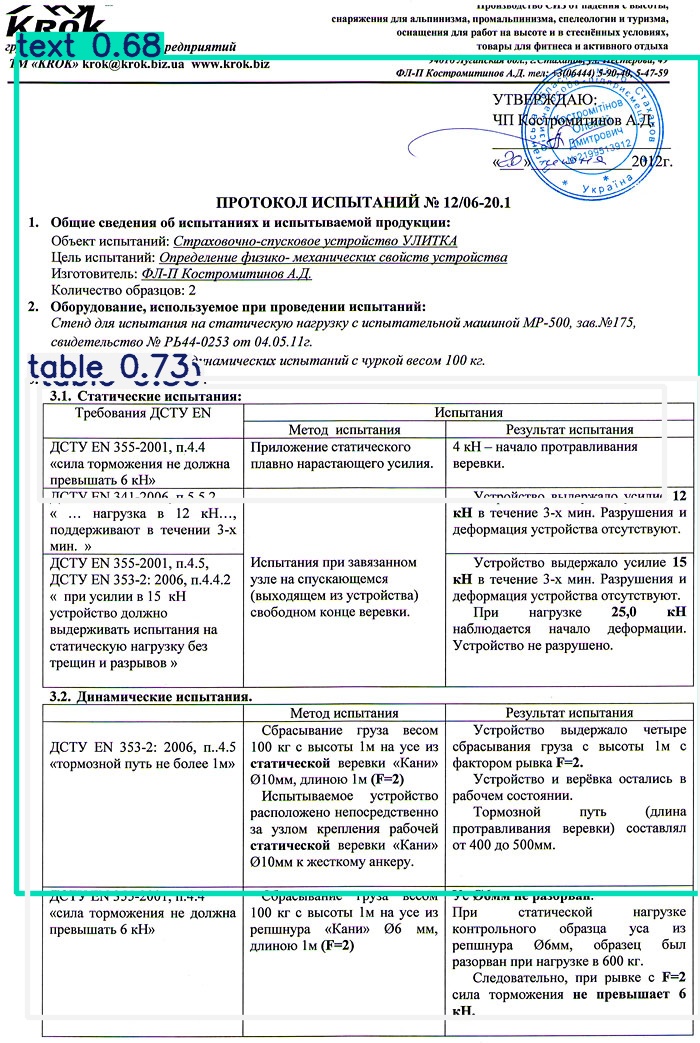 KROK
Производство СИЗ от падения с высоты,
снаряжения для альпинизма, промальпинизма, спелеологии и туризма,
оснащения для работ на высоте и в стеснённых условиях,
товары для фитнеса и активного отдыха
text 0.68
редприятий
ТМ «KROK» krok@krok.biz.ua www.krok.biz
ФЛ-П Костромитинов А.Д. тел: +3(06444) 5-90-40, 5-47-59
УТВЕРЖДАЮ:
ЧП Костромитинов А.Д.
«20» июня 2012г.
Костромітінов
Олексій
Дмитрович
Україна
ПРОТОКОЛ ИСПЫТАНИЙ № 12/06-20.1
1. Общие сведения об испытаниях и испытываемой продукции:
Объект испытаний: Страховочно-спусковое устройство УЛИТКА
Цель испытаний: Определение физико- механических свойств устройства
Изготовитель: ФЛ-П Костромитинов А.Д.
Количество образцов: 2
2. Оборудование, используемое при проведении испытаний:
Стенд для испытания на статическую нагрузку с испытательной машиной МР-500, зав.№175,
свидетельство № РЬ44-0253 от 04.05.11г.
table 0.73
динамических испытаний с чуркой весом 100 кг.
3.1. Статические испытания:
Требования ДСТУ EN
Испытания
Метод испытания
Результат испытания
ДСТУ EN 355-2001, п.4.4
«сила торможения не должна
превышать 6 кН»
Приложение статического
плавно нарастающего усилия.
4 кН – начало протравливания
веревки.
ДСТУ EN 341-2006, п.5.5.2
« … нагрузка в 12 кН…,
поддерживают в течении 3-х
мин. »
Устройство выдержало усилие 12
кН в течение 3-х мин. Разрушения и
деформация устройства отсутствуют.
ДСТУ EN 355-2001, п.4.5,
ДСТУ EN 353-2: 2006, п.4.4.2
« при усилии в 15 кН
устройство должно
выдерживать испытания на
статическую нагрузку без
трещин и разрывов »
Испытания при завязанном
узле на спускающемся
(выходящем из устройства)
свободном конце веревки.
Устройство выдержало усилие 15
кН в течение 3-х мин. Разрушения и
деформация устройства отсутствуют.
При нагрузке 25,0 кН
наблюдается начало деформации.
Устройство не разрушено.
3.2. Динамические испытания.
Метод испытания
Результат испытания
ДСТУ EN 353-2: 2006, п..4.5
«тормозной путь не более 1м»
Сбрасывание груза весом
100 кг с высоты 1м на усе из
статической веревки «Кани»
Ø10мм, длиною 1м (F=2)
Испытываемое устройство
расположено непосредственно
за узлом крепления рабочей
статической веревки «Кани»
Ø10мм к жесткому анкеру.
Устройство выдержало четыре
сбрасывания груза с высоты 1м с
фактором рывка F=2.
Устройство и верёвка остались в
рабочем состоянии.
Тормозной путь (длина
протравливания веревки) составлял
от 400 до 500мм.
ДСТУ EN 355-2001, п.4.4
«сила торможения не должна
превышать 6 кН»
Сбрасывание груза весом
100 кг с высоты 1м на усе из
репшнура «Кани» Ø6 мм,
длиною 1м (F=2)
Ус Ø6мм не разорван.
При статической нагрузке
контрольного образца уса из
репшнура Ø6мм, образец был
разорван при нагрузке в 600 кг.
Следовательно, при рывке с F=2
сила торможения не превышает 6
кН.